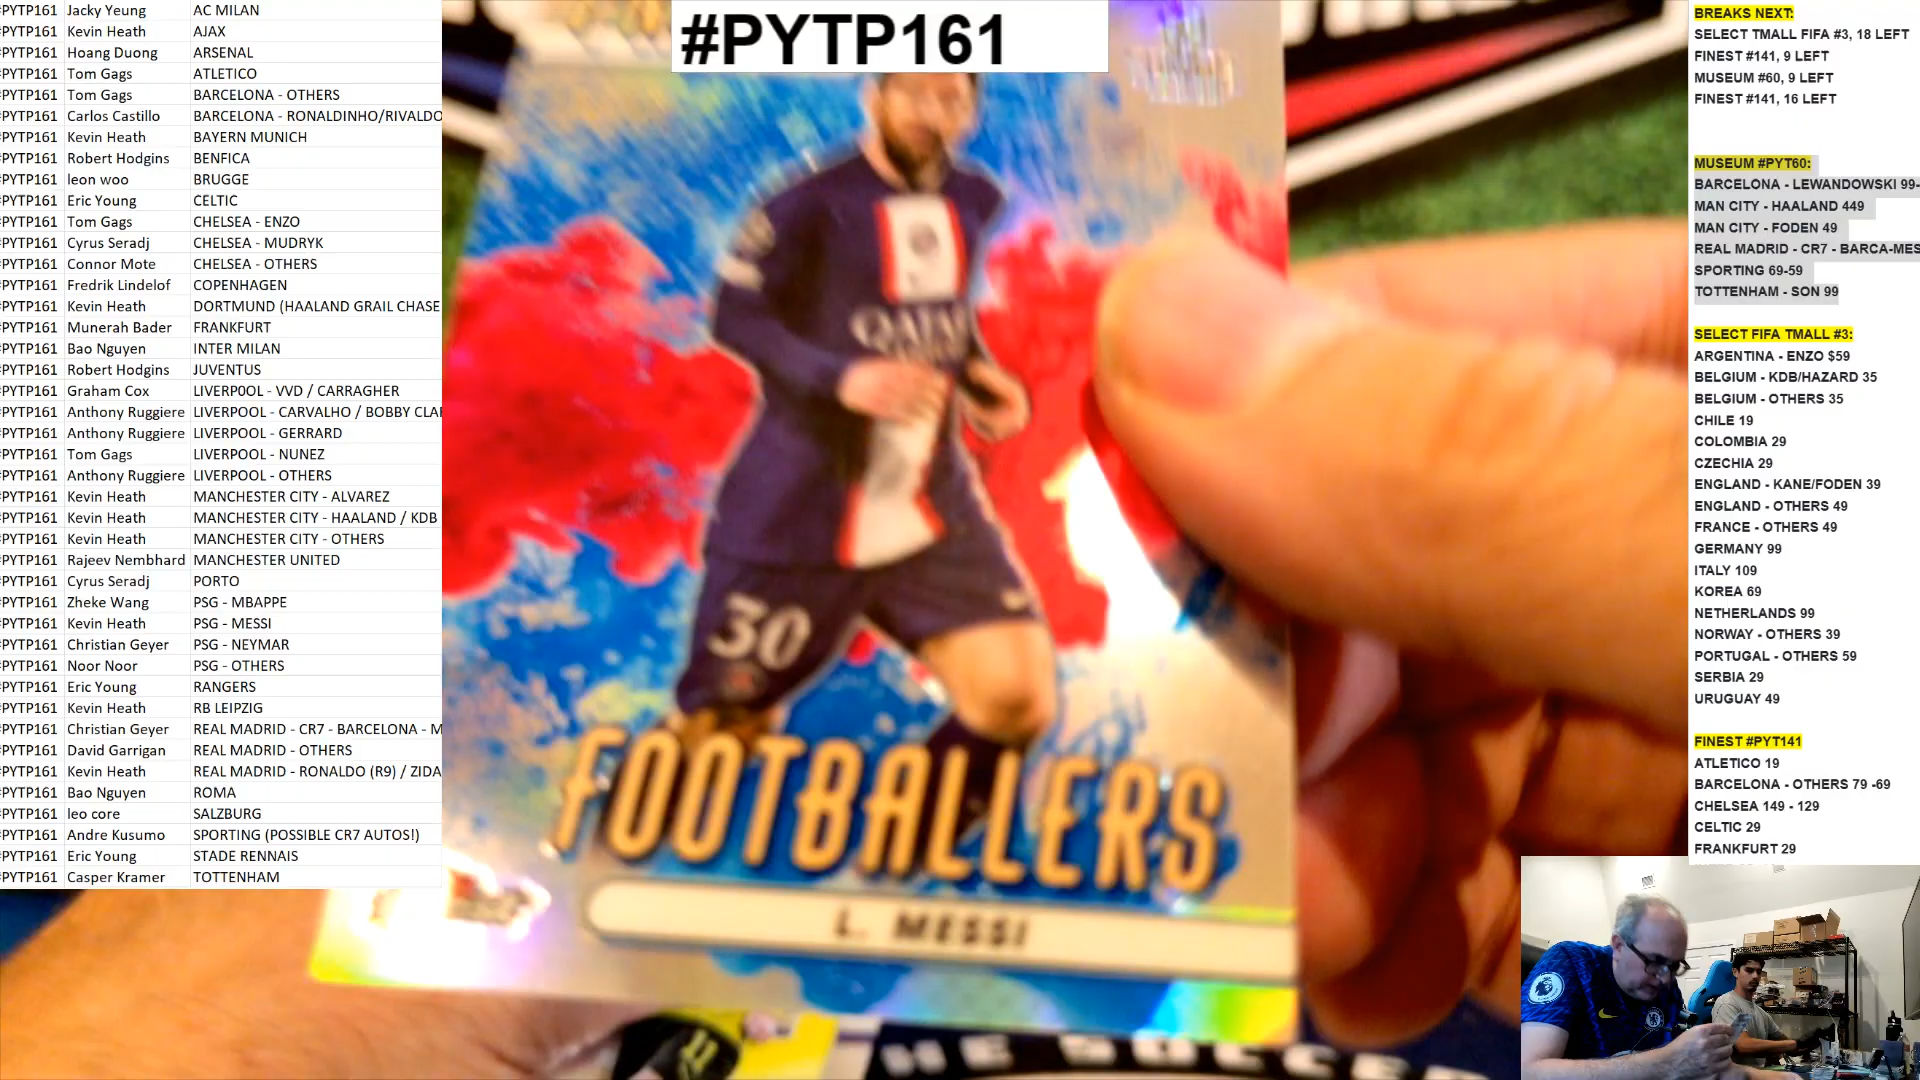 #PYTP161 Jacky Yeung AC MILAN
#PYTP161 Kevin Heath AJAX
#PYTP161 Hoang Duong ARSENAL
#PYTP161 Tom Gags ATLETICO
#PYTP161 Tom Gags BARCELONA - OTHERS
#PYTP161 Carlos Castillo BARCELONA - RONALDINHO/RIVALDO
#PYTP161 Kevin Heath BAYERN MUNICH
#PYTP161 Robert Hodgins BENFICA
#PYTP161 leon woo BRUGGE
#PYTP161 Eric Young CELTIC
#PYTP161 Tom Gags CHELSEA - ENZO
#PYTP161 Cyrus Seradj CHELSEA - MUDRYK
#PYTP161 Connor Mote CHELSEA - OTHERS
#PYTP161 Fredrik Lindelof COPENHAGEN
#PYTP161 Kevin Heath DORTMUND (HAALAND GRAIL CHASE
#PYTP161 Munerah Bader FRANKFURT
#PYTP161 Bao Nguyen INTER MILAN
#PYTP161 Robert Hodgins JUVENTUS
#PYTP161 Graham Cox LIVERP0OL - VVD / CARRAGHER
#PYTP161 Anthony Ruggiere LIVERPOOL - CARVALHO / BOBBY CLA
#PYTP161 Anthony Ruggiere LIVERPOOL - GERRARD
#PYTP161 Tom Gags LIVERPOOL - NUNEZ
#PYTP161 Anthony Ruggiere LIVERPOOL - OTHERS
#PYTP161 Kevin Heath MANCHESTER CITY - ALVAREZ
#PYTP161 Kevin Heath MANCHESTER CITY - HAALAND / KDB
#PYTP161 Kevin Heath MANCHESTER CITY - OTHERS
#PYTP161 Rajeev Nembhard MANCHESTER UNITED
#PYTP161 Cyrus Seradj PORTO
#PYTP161 Zheke Wang PSG - MBAPPE
#PYTP161 Kevin Heath PSG - MESSI
#PYTP161 Christian Geyer PSG - NEYMAR
#PYTP161 Noor Noor PSG - OTHERS
#PYTP161 Eric Young RANGERS
#PYTP161 Kevin Heath RB LEIPZIG
#PYTP161 Christian Geyer REAL MADRID - CR7 - BARCELONA - M
#PYTP161 David Garrigan REAL MADRID - OTHERS
#PYTP161 Kevin Heath REAL MADRID - RONALDO (R9) / ZIDA
#PYTP161 Bao Nguyen ROMA
#PYTP161 leo core SALZBURG
#PYTP161 Andre Kusumo SPORTING (POSSIBLE CR7 AUTOS!)
#PYTP161 Eric Young STADE RENNAIS
#PYTP161 Casper Kramer TOTTENHAM
#PYTP161
QATAR
30
FOOTBALLERS
L. MESSI
HE SOCCER
BREAKS NEXT:
SELECT TMALL FIFA #3, 18 LEFT
FINEST #141, 9 LEFT
MUSEUM #60, 9 LEFT
FINEST #141, 16 LEFT
MUSEUM #PYT60:
BARCELONA - LEWANDOWSKI 99-
MAN CITY - HAALAND 449
MAN CITY - FODEN 49
REAL MADRID - CR7 - BARCA-MES
SPORTING 69-59
TOTTENHAM - SON 99
SELECT FIFA TMALL #3:
ARGENTINA - ENZO $59
BELGIUM - KDB/HAZARD 35
BELGIUM - OTHERS 35
CHILE 19
COLOMBIA 29
CZECHIA 29
ENGLAND - KANE/FODEN 39
ENGLAND - OTHERS 49
FRANCE - OTHERS 49
GERMANY 99
ITALY 109
KOREA 69
NETHERLANDS 99
NORWAY - OTHERS 39
PORTUGAL - OTHERS 59
SERBIA 29
URUGUAY 49
FINEST #PYT141
ATLETICO 19
BARCELONA - OTHERS 79 -69
CHELSEA 149 - 129
CELTIC 29
FRANKFURT 29